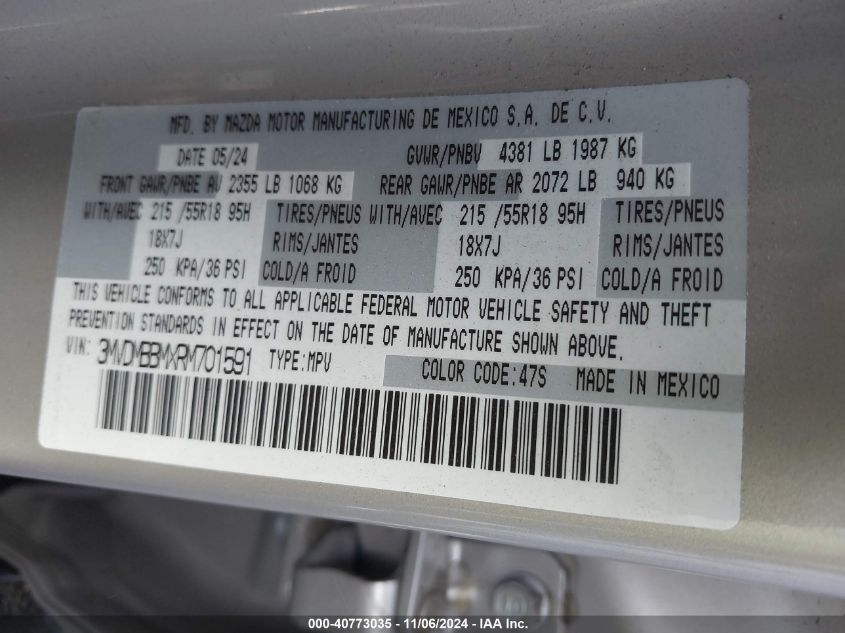 MFD. BY MAZDA MOTOR MANUFACTURING DE MEXICO S.A. DE C.V.
DATE 05/24 GVWR/PNBV 4381 LB 1987 KG
FRONT GAWR/PNBE AV 2355 LB 1068 KG REAR GAWR/PNBE AR 2072 LB 940 KG
WITH/AVEC 215 /55R18 95H TIRES/PNEUS WITH/AVEC 215 /55R18 95H TIRES/PNEUS
18X7J RIMS/JANTES 18X7J RIMS/JANTES
250 KPA/36 PSI COLD/A FROID 250 KPA/36 PSI COLD/A FROID
THIS VEHICLE CONFORMS TO ALL APPLICABLE FEDERAL MOTOR VEHICLE SAFETY AND THEFT
PREVENTION STANDARDS IN EFFECT ON THE DATE OF MANUFACTURE SHOWN ABOVE.
VIN: 3MVDMBBMXRM701591 TYPE:MPV COLOR CODE:47S MADE IN MEXICO
000-40773035 - 11/06/2024 - IAA Inc.